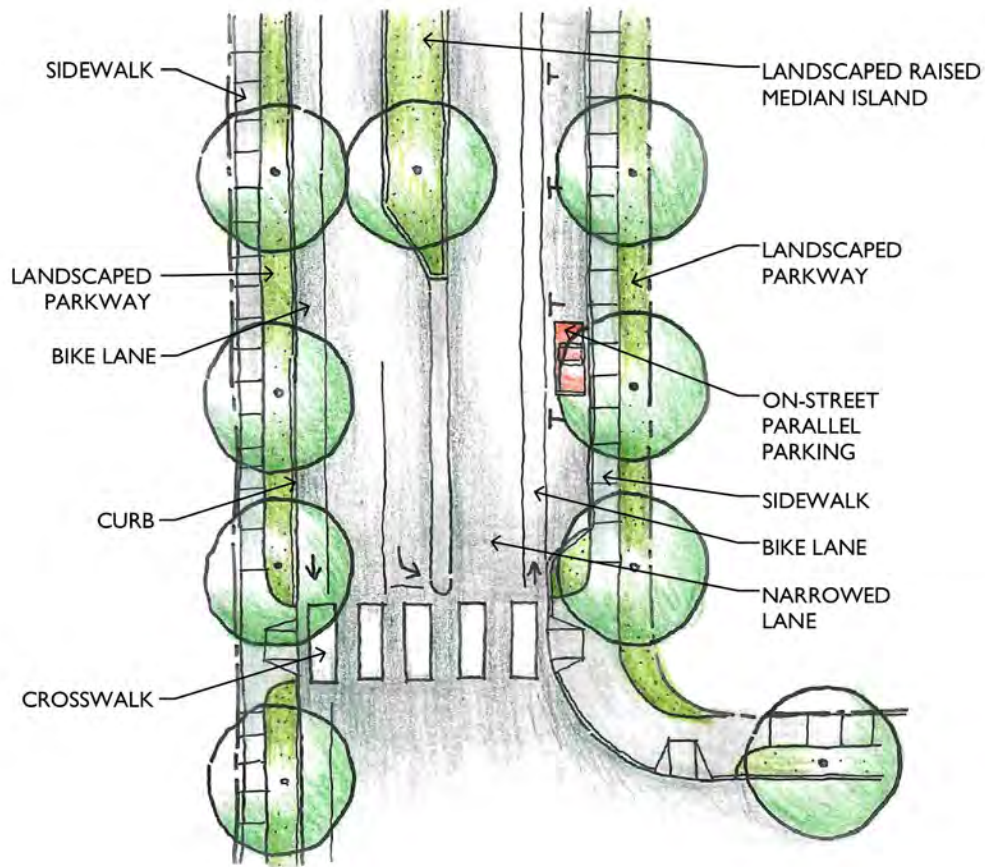 SIDEWALK
LANDSCAPED
PARKWAY
BIKE LANE
CURB
CROSSWALK
LANDSCAPED RAISED
MEDIAN ISLAND
LANDSCAPED
PARKWAY
ON-STREET
PARALLEL
PARKING
SIDEWALK
BIKE LANE
NARROWED
LANE